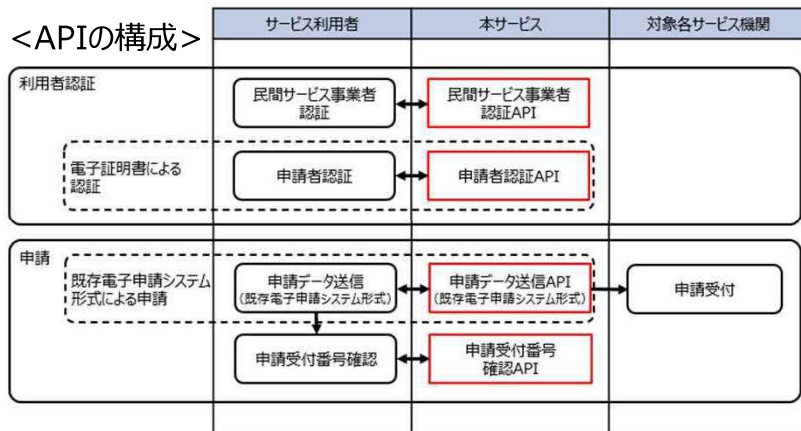 <APIの構成>
サービス利用者
本サービス
対象各サービス機関
利用者認証
民間サービス事業者
認証
民間サービス事業者
認証API
電子証明書による
認証
申請者認証
申請者認証API
申請
既存電子申請システム
形式による申請
申請データ送信
(既存電子申請システム形式)
申請データ送信API
(既存電子申請システム形式)
申請受付
申請受付番号確認
申請受付番号
確認API